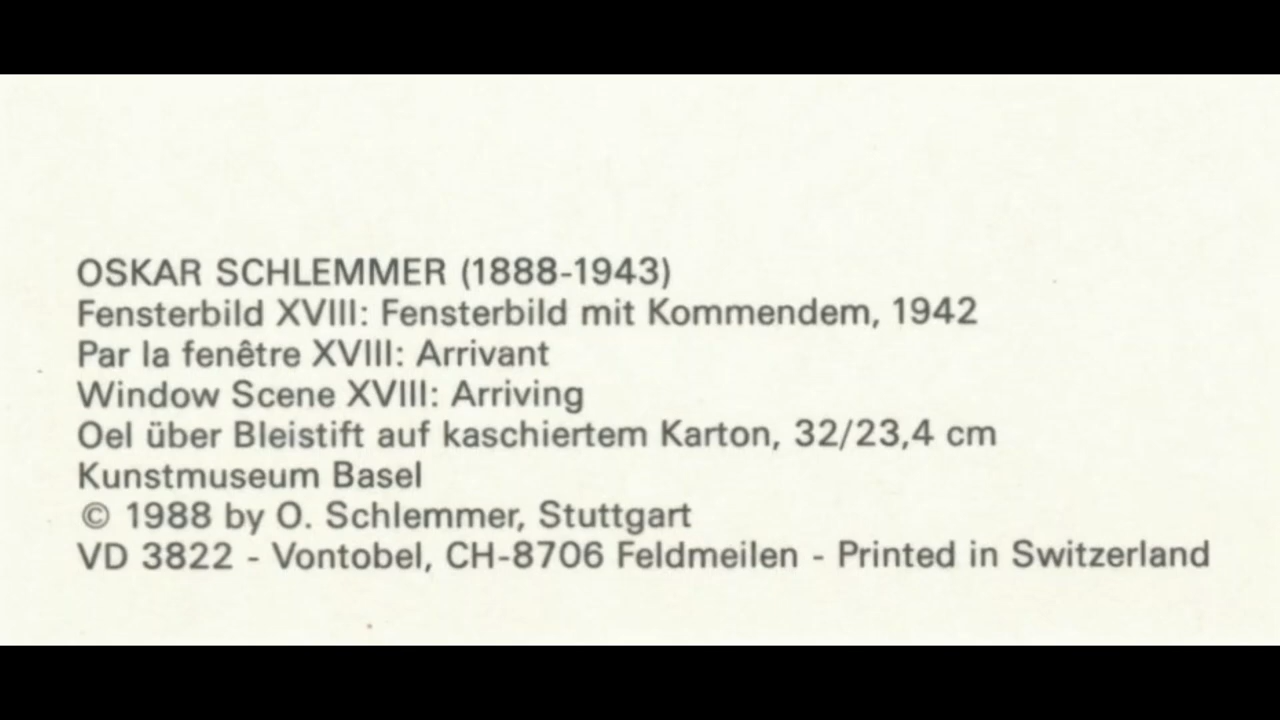 OSKAR SCHLEMMER (1888-1943)
Fensterbild XVIII: Fensterbild mit Kommendem, 1942
Par la fenêtre XVIII: Arrivant
Window Scene XVIII: Arriving
Oel über Bleistift auf kaschiertem Karton, 32/23,4 cm
Kunstmuseum Basel
© 1988 by O. Schlemmer, Stuttgart
VD 3822 - Vontobel, CH-8706 Feldmeilen - Printed in Switzerland